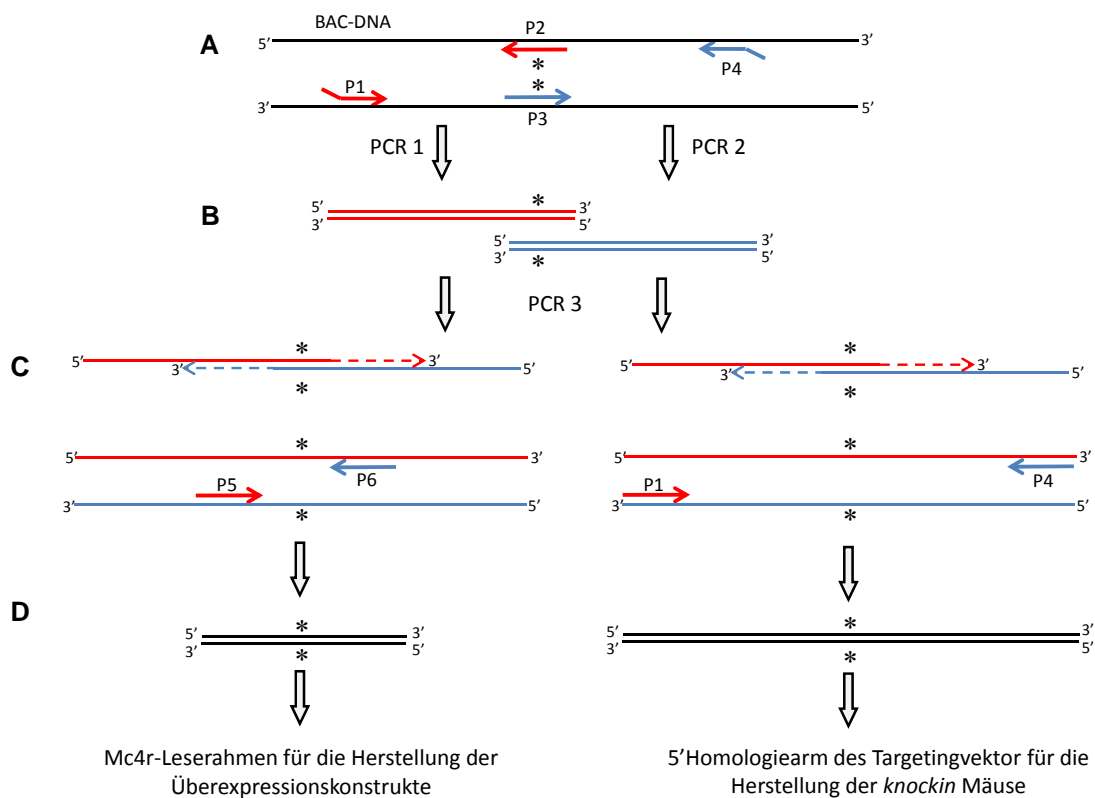 BAC-DNA
A
5’
P2
3’
*
P4
P1
*
3’
P3
5’
PCR 1
PCR 2
B
5’
*
3’
3’
5’
5’
3’
3’
*
5’
PCR 3
C
5’
*
3’
3’
5’
*
5’
*
3’
3’
5’
*
5’
*
3’
P6
P5
3’
*
5’
5’
*
3’
P4
P1
3’
*
5’
D
5’
*
3’
3’
*
5’
5’
*
3’
3’
*
5’
Mc4r-Leserahmen für die Herstellung der
Überexpressionskonstrukte
5’Homologiearm des Targetingvektor für die
Herstellung der knockin Mäuse